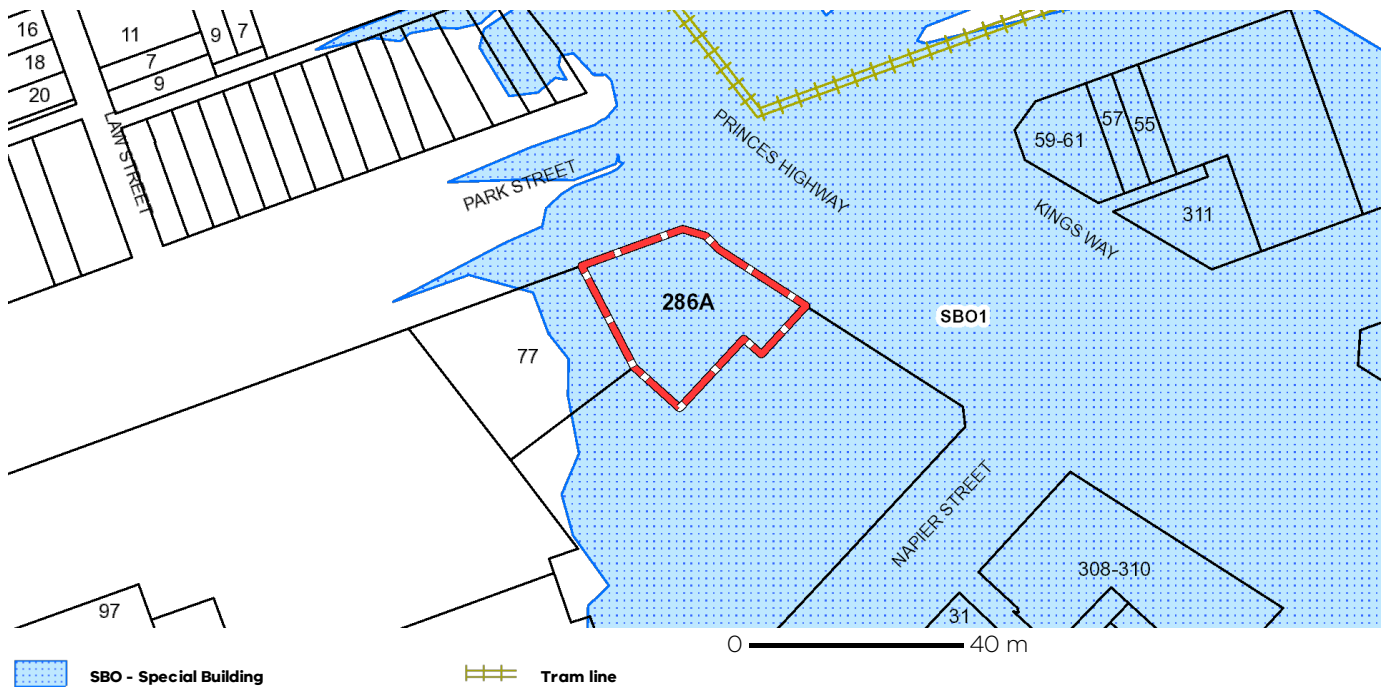 16
11
9
7
18
7
9
20
LAW STREET
PARK STREET
PRINCES HIGHWAY
59-61
57
55
311
KINGS WAY
286A
SBO1
77
NAPIER STREET
308-310
97
31
0
40 m
SBO - Special Building
Tram line